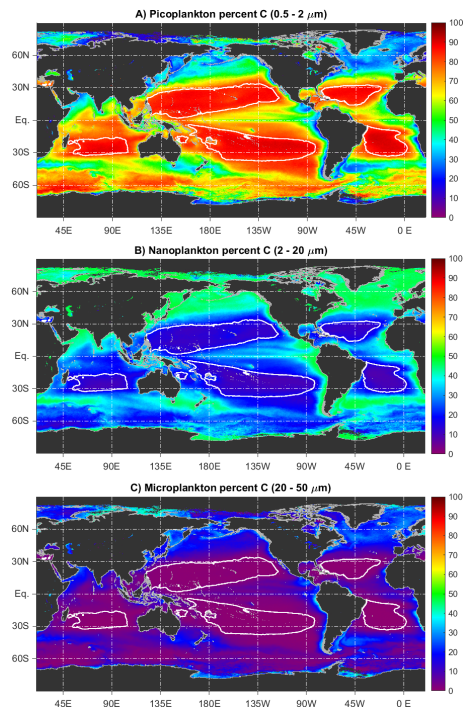 A) Picoplankton percent C (0.5 - 2 μm)
100
90
80
70
60
50
40
30
20
10
0
60N
30N
Eq.
30S
60S
45E 90E 135E 180E 135W 90W 45W 0 E
B) Nanoplankton percent C (2 - 20 μm)
100
90
80
70
60
50
40
30
20
10
0
60N
30N
Eq.
30S
60S
45E 90E 135E 180E 135W 90W 45W 0 E
C) Microplankton percent C (20 - 50 μm)
100
90
80
70
60
50
40
30
20
10
0
60N
30N
Eq.
30S
60S
45E 90E 135E 180E 135W 90W 45W 0 E